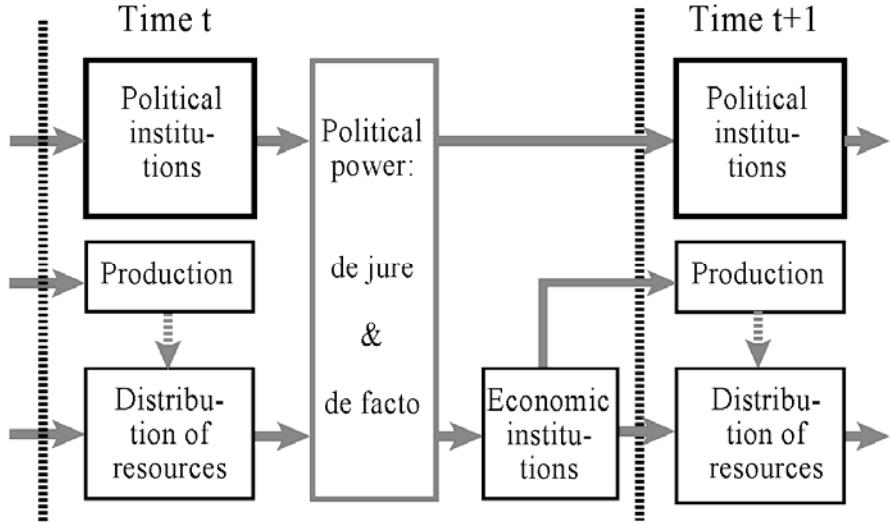 Time t
Time t+1
Political
institu-
tions
Production
Distribu-
tion of
resources
Political
power:
de jure
&
de facto
Economic
institu-
tions
Political
institu-
tions
Production
Distribu-
tion of
resources